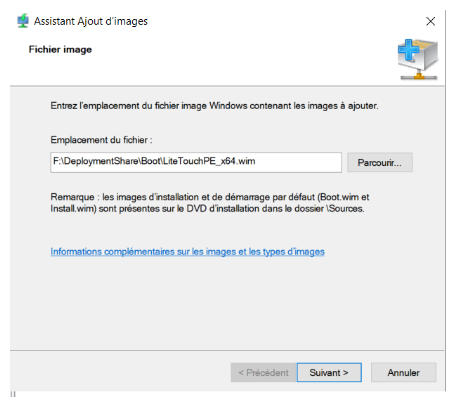 Assistant Ajout d'images
Fichier image
Entrez l'emplacement du fichier image Windows contenant les images à ajouter.
Emplacement du fichier :
F:\DeploymentShare\Boot\LiteTouchPE_x64.wim
Parcourir...
Remarque : les images d'installation et de démarrage par défaut (Boot.wim et
Install.wim) sont présentes sur le DVD d'installation dans le dossier \Sources.
Informations complémentaires sur les images et les types d'images
< Précédent
Suivant >
Annuler